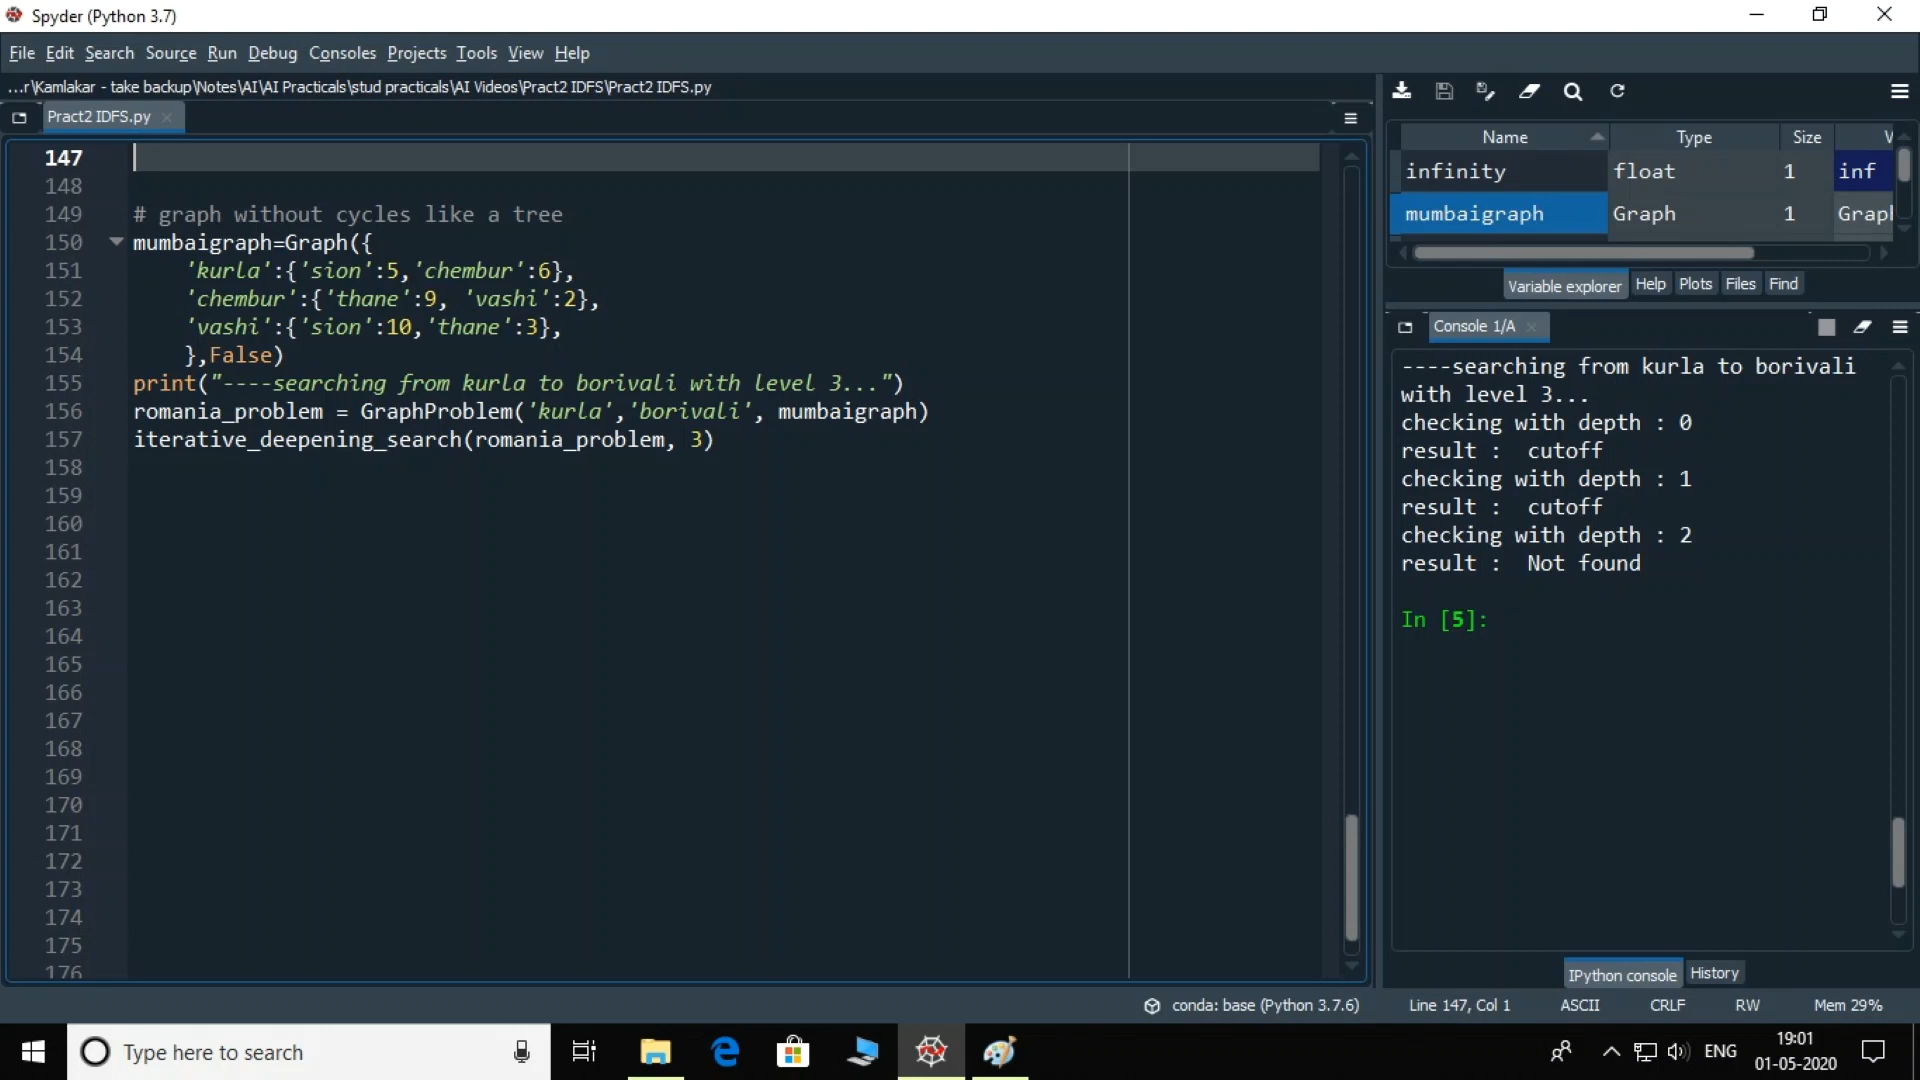 Spyder (Python 3.7)
File Edit Search Source Run Debug Consoles Projects Tools View Help
...r\Kamlakar - take backup\Notes\AI\AI Practicals\stud practicals\AI Videos\Pract2 IDFS\Pract2 IDFS.py
Pract2 IDFS.py
147
148
149 # graph without cycles like a tree
150 mumbaigraph=Graph({
151 'kurla':{'sion':5,'chembur':6},
152 'chembur':{'thane':9, 'vashi':2},
153 'vashi':{'sion':10,'thane':3},
154 },False)
155 print("----searching from kurla to borivali with level 3...")
156 romania_problem = GraphProblem('kurla','borivali', mumbaigraph)
157 iterative_deepening_search(romania_problem, 3)
158
159
160
161
162
163
164
165
166
167
168
169
170
171
172
173
174
175
176
Name Type Size V
infinity float 1 inf
mumbaigraph Graph 1 Grap
Variable explorer Help Plots Files Find
Console 1/A
----searching from kurla to borivali
with level 3...
checking with depth : 0
result :  cutoff
checking with depth : 1
result :  cutoff
checking with depth : 2
result :  Not found
In [5]:
IPython console History
conda: base (Python 3.7.6) Line 147, Col 1 ASCII CRLF RW Mem 29%
Type here to search
ENG
19:01
01-05-2020